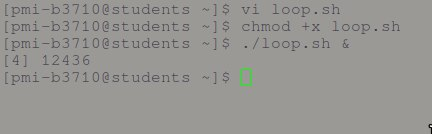 [pmi-b3710@students ~]$ vi loop.sh
[pmi-b3710@students ~]$ chmod +x loop.sh
[pmi-b3710@students ~]$ ./loop.sh &
[4] 12436
[pmi-b3710@students ~]$